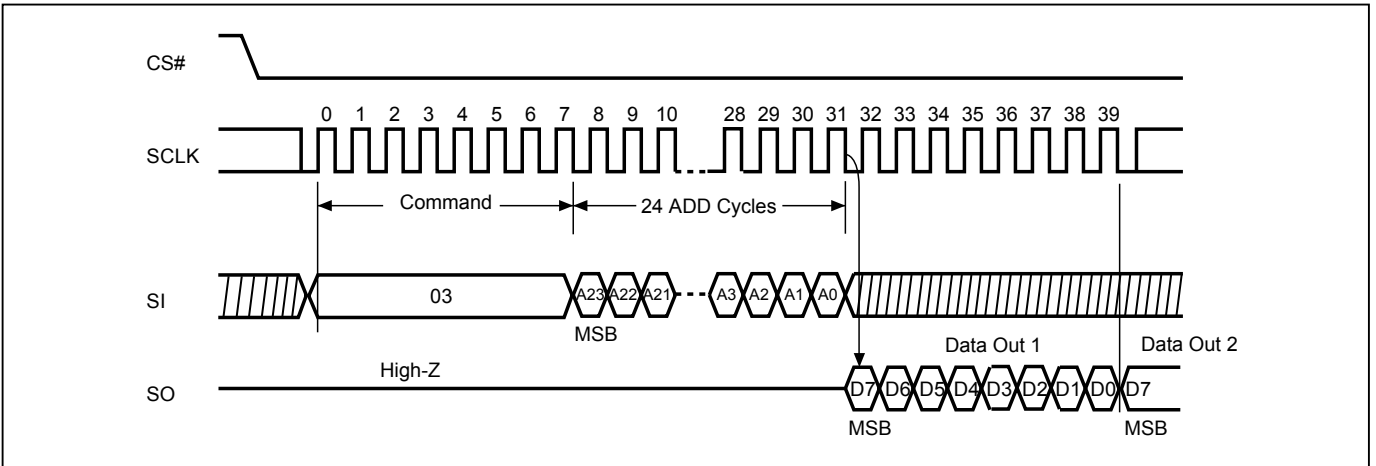 CS#
0 1 2 3 4 5 6 7 8 9 10 28 29 30 31 32 33 34 35 36 37 38 39
SCLK
Command 24 ADD Cycles
SI 03 A23 A22 A21 A3 A2 A1 A0
MSB
Data Out 1 Data Out 2
High-Z
SO D7 D6 D5 D4 D3 D2 D1 D0 D7
MSB MSB